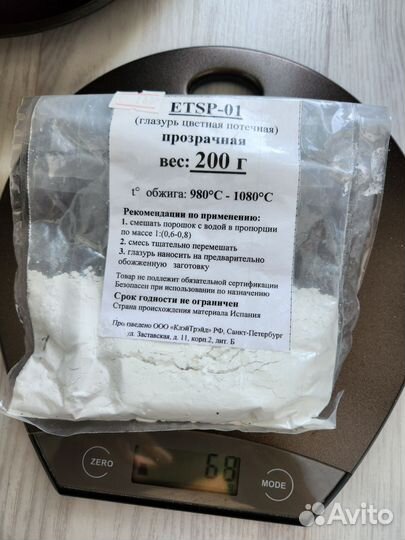 ETSP-01
(глазурь цветная потечная)
прозрачная
вес: 200 г
t° обжига: 980°C - 1080°C
Рекомендации по применению:
1. смешать порошок с водой в пропорции
по массе 1:(0,6-0,8)
2. смесь тщательно перемешать
3. глазурь наносить на предварительно
обожженную заготовку
Товар не подлежит обязательной сертификации
Безопасен при использовании по назначению
Срок годности не ограничен
Страна происхождения материала Испания
Произведено ООО «КлэйТрэйд» РФ, Санкт-Петербург
ул. Заставская, д. 11, корп.2, лит. Б
ZERO
68
MODE
Avito